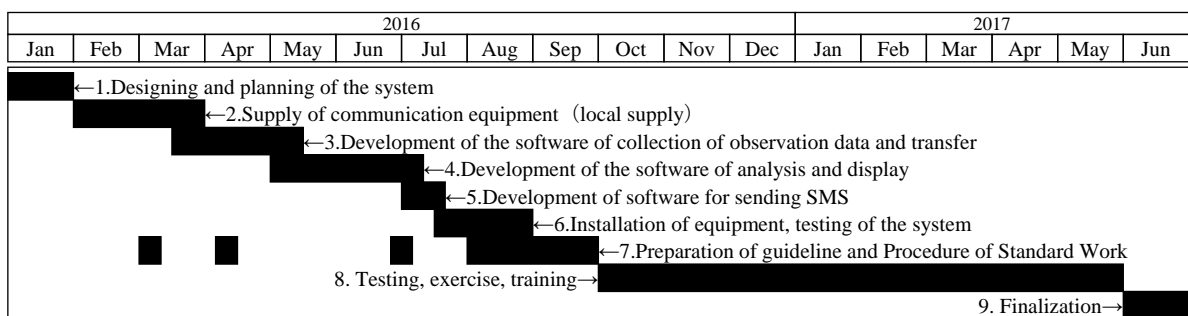 2016 2017
Jan Feb Mar Apr May Jun Jul Aug Sep Oct Nov Dec Jan Feb Mar Apr May Jun
←1.Designing and planning of the system
←2.Supply of communication equipment（local supply）
←3.Development of the software of collection of observation data and transfer
←4.Development of the software of analysis and display
←5.Development of software for sending SMS
←6.Installation of equipment, testing of the system
←7.Preparation of guideline and Procedure of Standard Work
8. Testing, exercise, training→
9. Finalization→